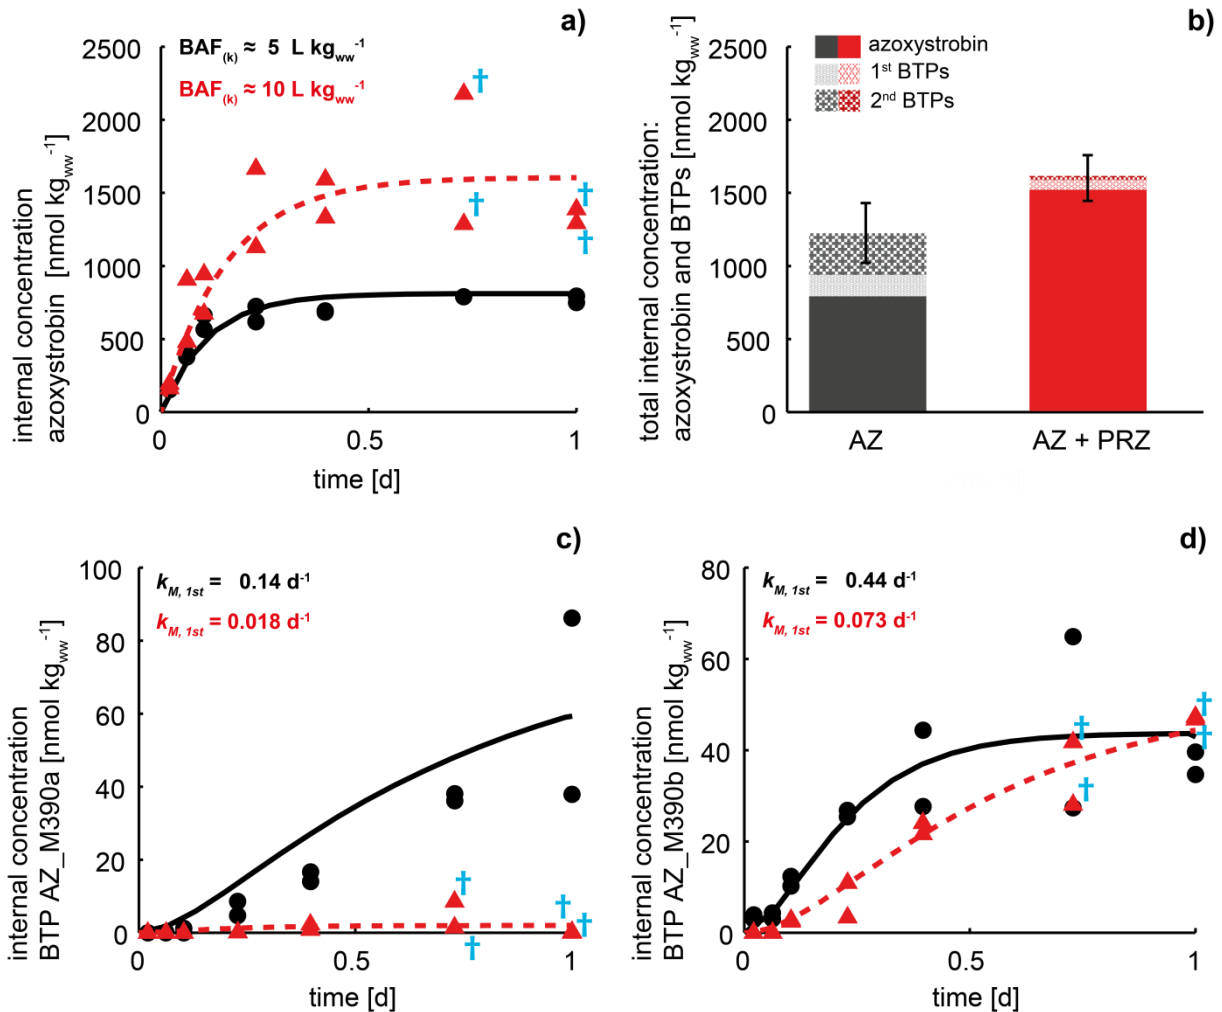 a)
BAF(k) ≈ 5 L kgww-1
BAF(k) ≈ 10 L kgww-1
2500
2000
1500
1000
500
0
0
0.5
1
time [d]
internal concentration
azoxystrobin [nmol kgww-1]
†
†
†
†
b)
azoxystrobin
1st BTPs
2nd BTPs
2500
2000
1500
1000
500
0
AZ
AZ + PRZ
total internal concentration:
azoxystrobin and BTPs [nmol kgww-1]
c)
kM, 1st = 0.14 d-1
kM, 1st = 0.018 d-1
100
80
60
40
20
0
0
0.5
1
time [d]
internal concentration
BTP AZ_M390a [nmol kgww-1]
†
†
†
†
d)
kM, 1st = 0.44 d-1
kM, 1st = 0.073 d-1
80
60
40
20
0
0
0.5
1
time [d]
internal concentration
BTP AZ_M390b [nmol kgww-1]
†
†
†
†